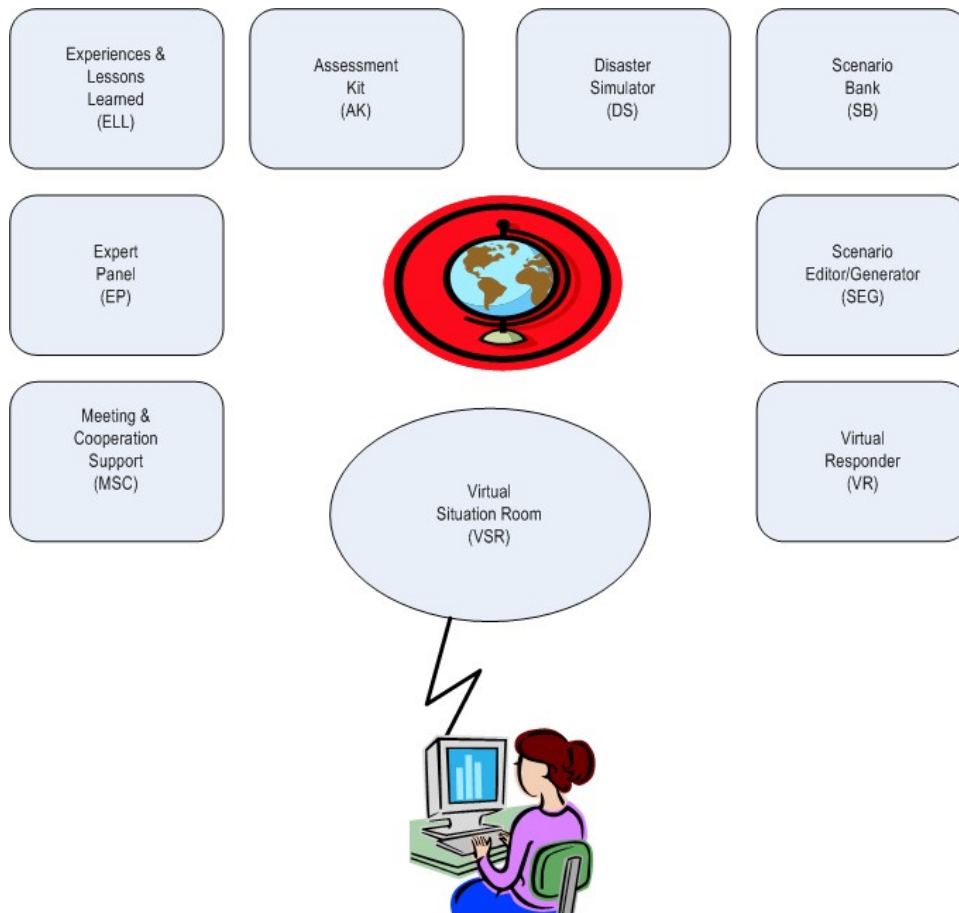 Experiences &
Lessons
Learned
(ELL)
Assessment
Kit
(AK)
Disaster
Simulator
(DS)
Scenario
Bank
(SB)
Expert
Panel
(EP)
Scenario
Editor/Generator
(SEG)
Meeting &
Cooperation
Support
(MSC)
Virtual
Situation Room
(VSR)
Virtual
Responder
(VR)